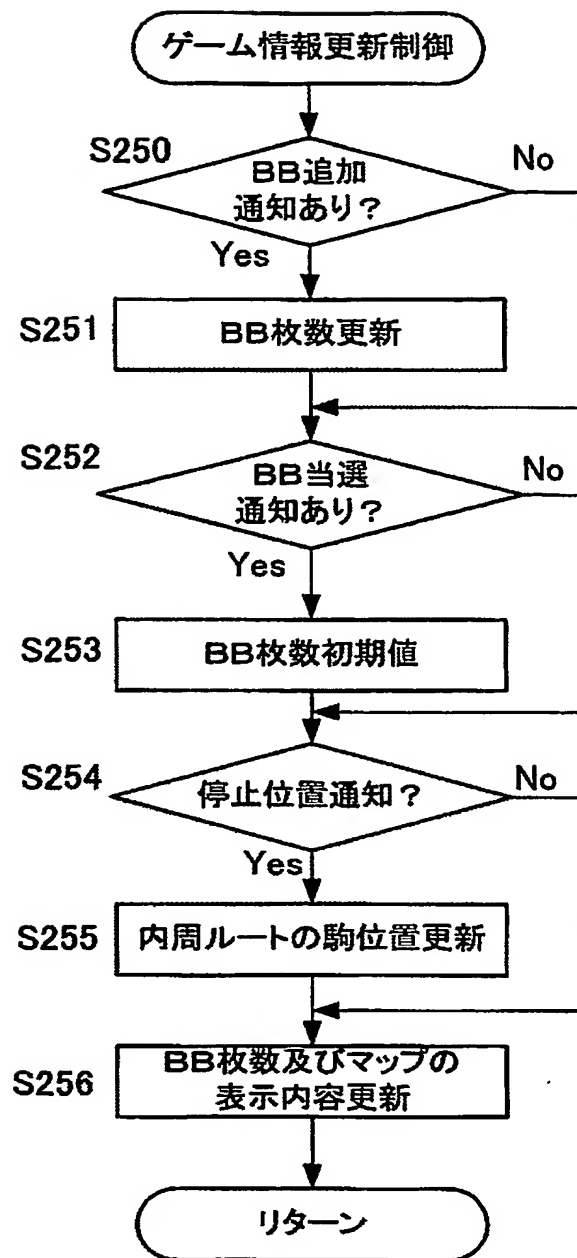 ゲーム情報更新制御
S250
BB追加
通知あり?
No
Yes
S251
BB枚数更新
S252
BB当選
通知あり?
No
Yes
S253
BB枚数初期値
S254
停止位置通知?
No
Yes
S255
内周ルートの駒位置更新
S256
BB枚数及びマップの
表示内容更新
リターン